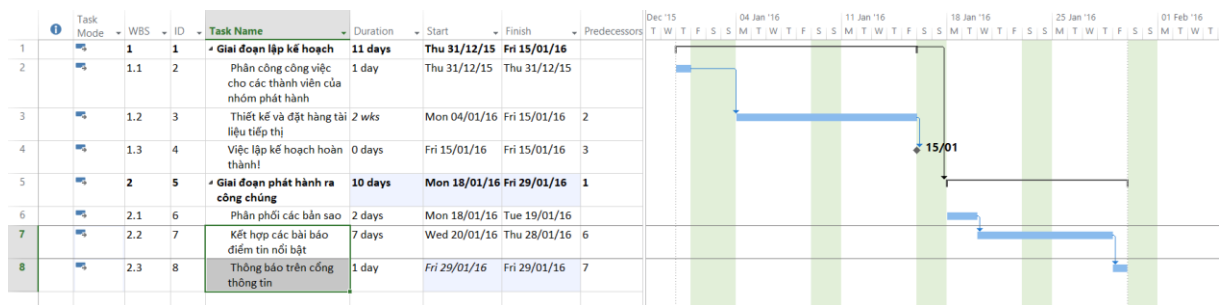 Task Mode WBS ID Task Name Duration Start Finish Predecessors
Dec '15 04 Jan '16 11 Jan '16 18 Jan '16 25 Jan '16 01 Feb '16
T W T F S S M T W T F S S M T W T F S S M T W T F S S M T W T F S S M T W T F
1 1 1 Giai đoạn lập kế hoạch 11 days Thu 31/12/15 Fri 15/01/16
2 1.1 2 Phân công công việc 1 day Thu 31/12/15 Thu 31/12/15
cho các thành viên của
nhóm phát hành
3 1.2 3 Thiết kế và đặt hàng tài 2 wks Mon 04/01/16 Fri 15/01/16 2
liệu tiếp thị
4 1.3 4 Việc lập kế hoạch hoàn 0 days Fri 15/01/16 Fri 15/01/16 3
thành!
15/01
5 2 5 Giai đoạn phát hành ra 10 days Mon 18/01/16 Fri 29/01/16 1
công chúng
6 2.1 6 Phân phối các bản sao 2 days Mon 18/01/16 Tue 19/01/16
7 2.2 7 Kết hợp các bài báo 7 days Wed 20/01/16 Thu 28/01/16 6
điểm tin nổi bật
8 2.3 8 Thông báo trên cổng 1 day Fri 29/01/16 Fri 29/01/16 7
thông tin